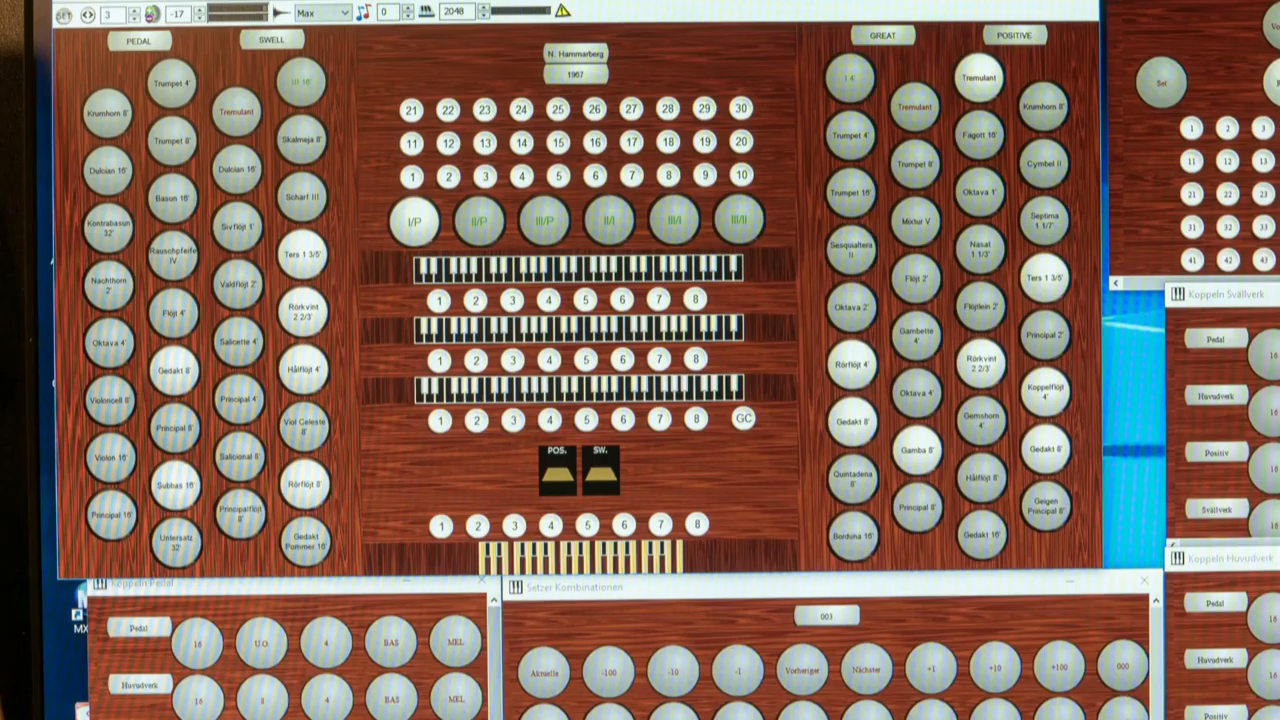 SET 3 -17 Max 0 2048
PEDAL
SWELL
N. Hammarberg
1967
GREAT
POSITIVE
Trumpet 4'
Krumhorn 8'
Trumpet 8'
Dulcian 16'
Basun 16'
Kontrabasun
32'
Rauschpfeife
IV
Nachthorn
2'
Flöjt 4'
Oktava 4'
Gedakt 8'
Violoncell 8'
Principal 8'
Violon 16'
Subbas 16'
Principal 16'
Untersatz
32'
III 16'
Tremulant
Skalmeja 8'
Dulcian 16'
Scharf III
Sivflöjt 1'
Ters 1 3/5'
Valdflöjt 2'
Rörkvint
2 2/3'
Salicette 4'
Hålflöjt 4'
Principal 4'
Viol Celeste
8'
Salicional 8'
Rörflöjt 8'
Principalflöjt
8'
Gedakt
Pommer 16'
21 22 23 24 25 26 27 28 29 30
11 12 13 14 15 16 17 18 19 20
1 2 3 4 5 6 7 8 9 10
I/P II/P III/P II/I III/I III/II
1 2 3 4 5 6 7 8
1 2 3 4 5 6 7 8
1 2 3 4 5 6 7 8 GC
POS. SW.
1 2 3 4 5 6 7 8
I 4'
Tremulant
Trumpet 4'
Trumpet 8'
Trumpet 16'
Mixtur V
Sesquialtera
II
Flöjt 2'
Oktava 2'
Gambette
4'
Rörflöjt 4'
Oktava 4'
Gedakt 8'
Gamba 8'
Quintadena
8'
Principal 8'
Borduna 16'
Tremulant
Krumhorn 8'
Fagott 16'
Cymbel II
Oktava 1'
Septima
1 1/7'
Nasat
1 1/3'
Ters 1 3/5'
Flöjtlein 2'
Principal 2'
Rörkvint
2 2/3'
Koppelflöjt
4'
Gemshorn
4'
Gedakt 8'
Hålflöjt 8'
Geigen
Principal 8'
Gedakt 16'
Set
1 2 3
11 12 13
21 22 23
31 32 33
41 42 43
Koppeln Svällverk
Pedal 16
Huvudverk 16
Positiv 16
Svällverk 16
Koppeln Huvudverk
Pedal 16
Huvudverk 16
Positiv
Koppeln Pedal
Pedal 16 U.O. 4 BAS MEL
Huvudverk 16 8 4 BAS MEL
Setzer Kombinationen
003
Aktuelle -100 -10 -1 Vorheriger Nächster +1 +10 +100 000